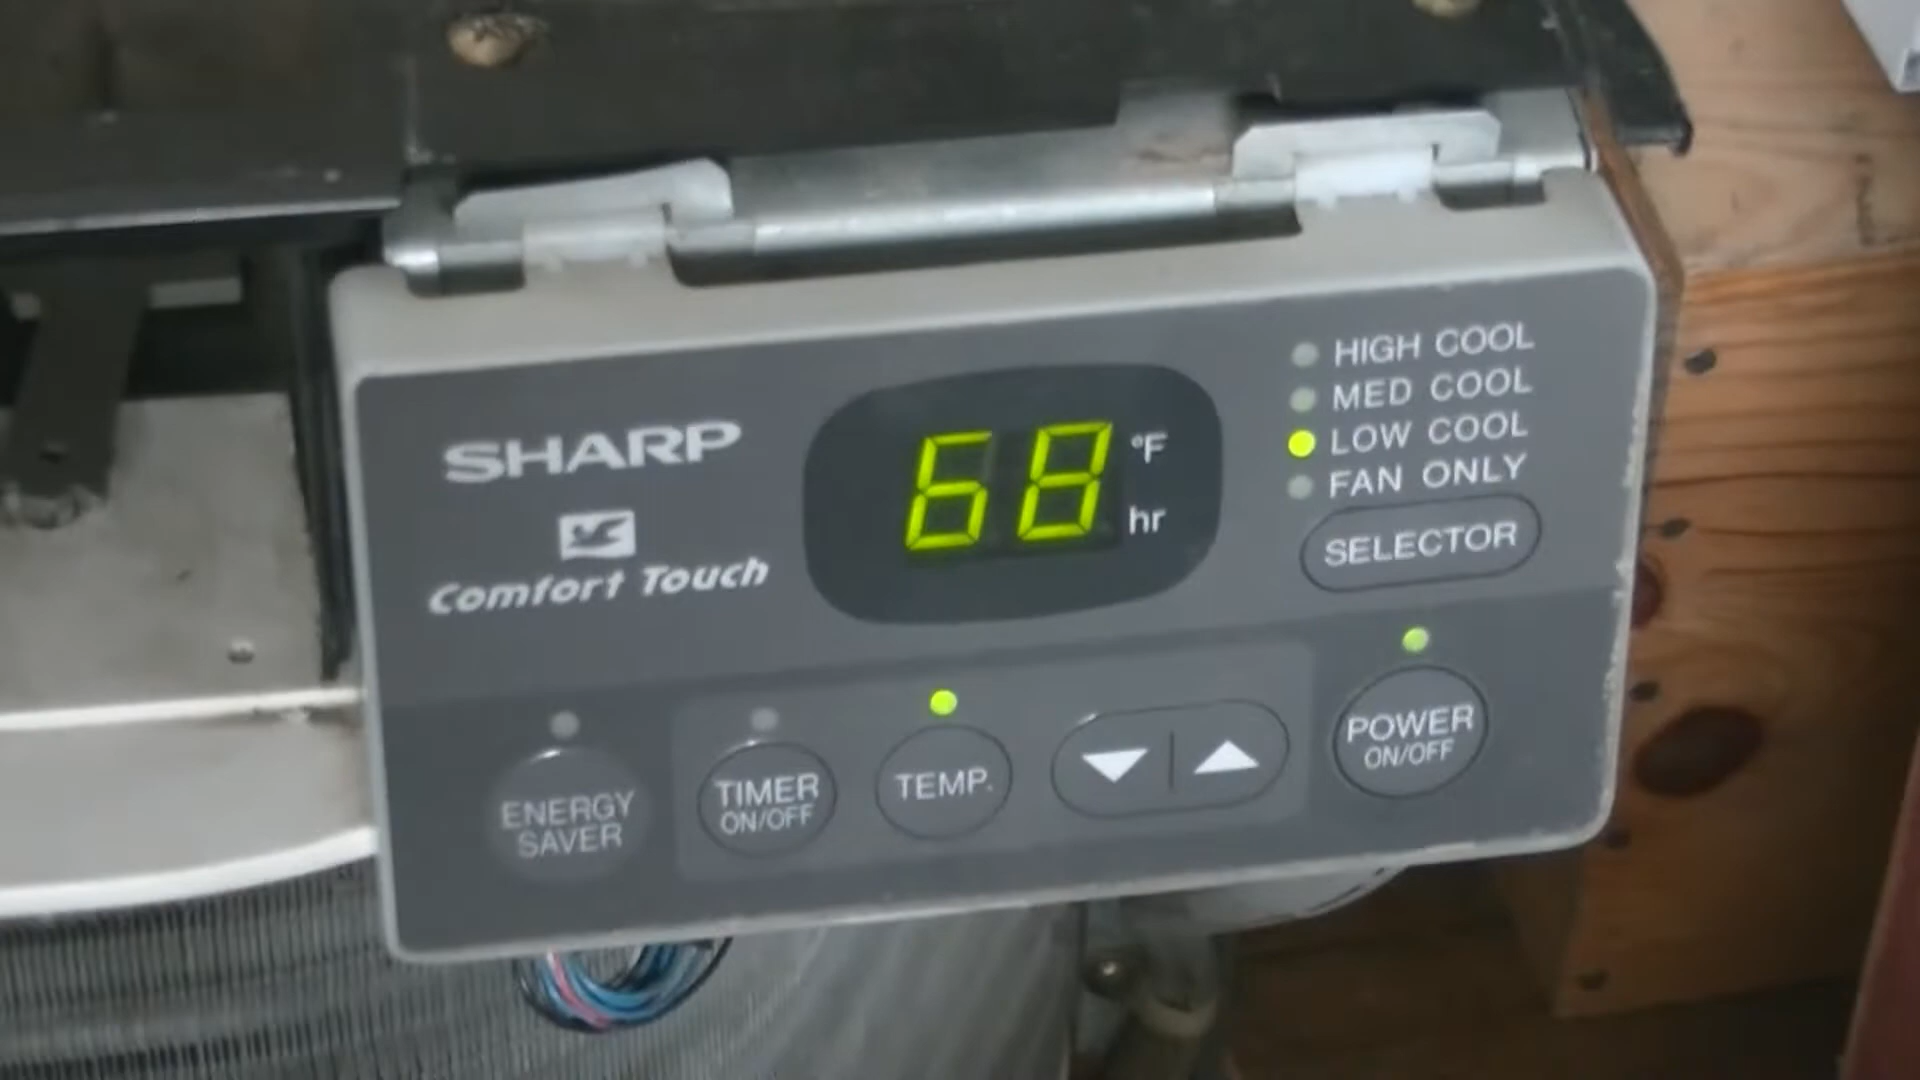 SHARP
Comfort Touch
68
°F
hr
HIGH COOL
MED COOL
LOW COOL
FAN ONLY
SELECTOR
ENERGY
SAVER
TIMER
ON/OFF
TEMP.
POWER
ON/OFF